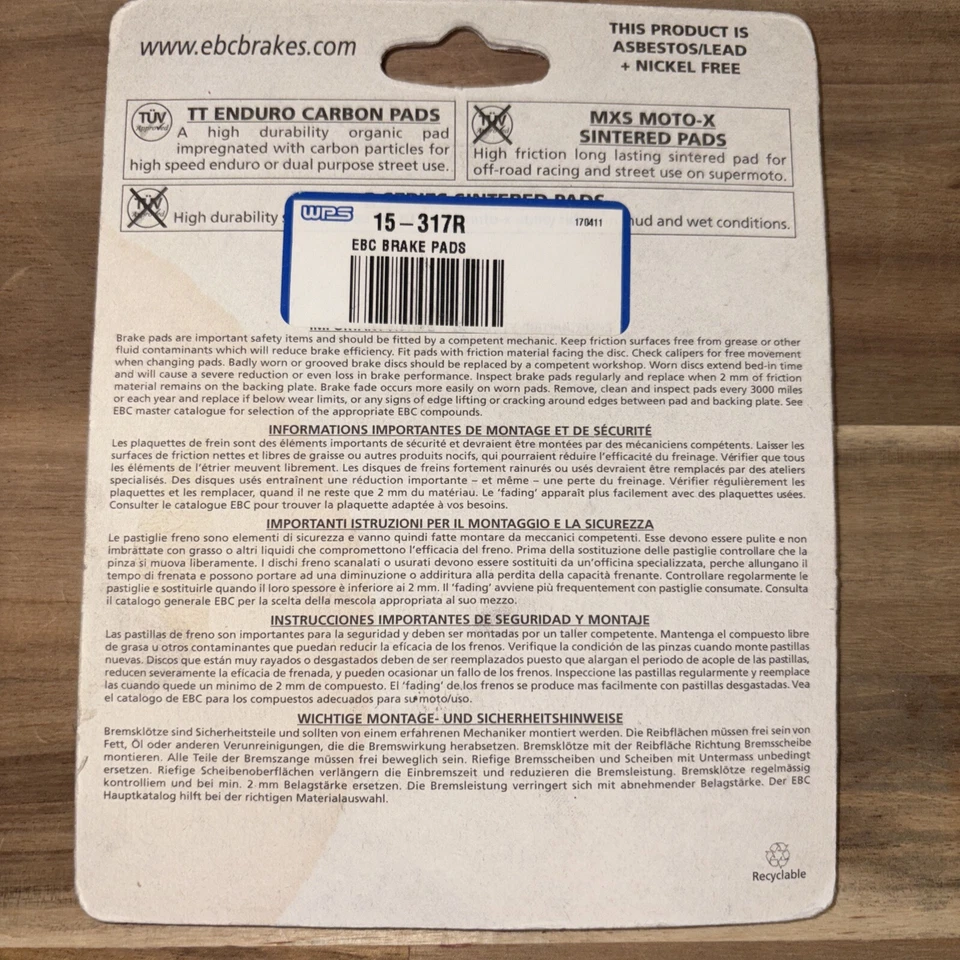 www.ebcbrakes.com
THIS PRODUCT IS
ASBESTOS/LEAD
+ NICKEL FREE
TÜV
Approved
TT ENDURO CARBON PADS
A high durability organic pad
impregnated with carbon particles for
high speed enduro or dual purpose street use.
MXS MOTO-X
SINTERED PADS
High friction long lasting sintered pad for
off-road racing and street use on supermoto.
SERIES SINTERED PADS
High durability
mud and wet conditions.
WPS
15-317R
170411
EBC BRAKE PADS
Brake pads are important safety items and should be fitted by a competent mechanic. Keep friction surfaces free from grease or other
fluid contaminants which will reduce brake efficiency. Fit pads with friction material facing the disc. Check calipers for free movement
when changing pads. Badly worn or grooved brake discs should be replaced by a competent workshop. Worn discs extend bed-in time
and will cause a severe reduction or even loss in brake performance. Inspect brake pads regularly and replace when 2 mm of friction
material remains on the backing plate. Brake fade occurs more easily on worn pads. Remove, clean and inspect pads every 3000 miles
or each year and replace if below wear limits, or any signs of edge lifting or cracking around edges between pad and backing plate. See
EBC master catalogue for selection of the appropriate EBC compounds.
INFORMATIONS IMPORTANTES DE MONTAGE ET DE SÉCURITÉ
Les plaquettes de frein sont des éléments importants de sécurité et devraient être montées par des mécaniciens compétents. Laisser les
surfaces de friction nettes et libres de graisse ou autres produits nocifs, qui pourraient réduire l'efficacité du freinage. Vérifier que tous
les éléments de l'étrier meuvent librement. Les disques de freins fortement rainurés ou usés devraient être remplacés par des ateliers
specialisés. Des disques usés entraînent une réduction importante – et même – une perte du freinage. Vérifier régulièrement les
plaquettes et les remplacer, quand il ne reste que 2 mm du matériau. Le 'fading' apparaît plus facilement avec des plaquettes usées.
Consulter le catalogue EBC pour trouver la plaquette adaptée à vos besoins.
IMPORTANTI ISTRUZIONI PER IL MONTAGGIO E LA SICUREZZA
Le pastiglie freno sono elementi di sicurezza e vanno quindi fatte montare da meccanici competenti. Esse devono essere pulite e non
imbrattate con grasso o altri liquidi che compromettono l'efficacia del freno. Prima della sostituzione delle pastiglie controllare che la
pinza si muova liberamente. I dischi freno scanalati o usurati devono essere sostituti da un'officina specializzata, perche allungano il
tempo di frenata e possono portare ad una diminuzione o addiritura alla perdita della capacità frenante. Controllare regolarmente le
pastiglie e sostituirle quando il loro spessore è inferiore ai 2 mm. Il 'fading' avviene più frequentemente con pastiglie consumate. Consulta
il catalogo generale EBC per la scelta della mescola appropriata al suo mezzo.
INSTRUCCIONES IMPORTANTES DE SEGURIDAD Y MONTAJE
Las pastillas de freno son importantes para la seguridad y deben ser montadas por un taller competente. Mantenga el compuesto libre
de grasa u otros contaminantes que puedan reducir la eficacia de los frenos. Verifique la condición de las pinzas cuando monte pastillas
nuevas. Discos que están muy rayados o desgastados deben de ser reemplazados puesto que alargan el periodo de acople de las pastillas,
reducen severamente la eficacia de frenada, y pueden ocasionar un fallo de los frenos. Inspeccione las pastillas regularmente y reemplace
las cuando quede un minimo de 2 mm de compuesto. El 'fading' de los frenos se produce mas facilmente con pastillas desgastadas. Vea
el catalogo de EBC para los compuestos adecuados para su moto/uso.
WICHTIGE MONTAGE- UND SICHERHEITSHINWEISE
Bremsklötze sind Sicherheitsteile und sollten von einem erfahrenen Mechaniker montiert werden. Die Reibflächen müssen frei sein von
Fett, Öl oder anderen Verunreinigungen, die die Bremswirkung herabsetzen. Bremsklötze mit der Reibfläche Richtung Bremsscheibe
montieren. Alle Teile der Bremszange müssen frei beweglich sein. Riefige Bremsscheiben und Scheiben mit Untermass unbedingt
ersetzen. Riefige Scheibenoberflächen verlängern die Einbremszeit und reduzieren die Bremsleistung. Bremsklötze regelmässig
kontrolliem und bei min. 2 mm Belagstärke ersetzen. Die Bremsleistung verringert sich mit abnehmender Belagstärke. Der EBC
Hauptkatalog hilft bei der richtigen Materialauswahl.
Recyclable